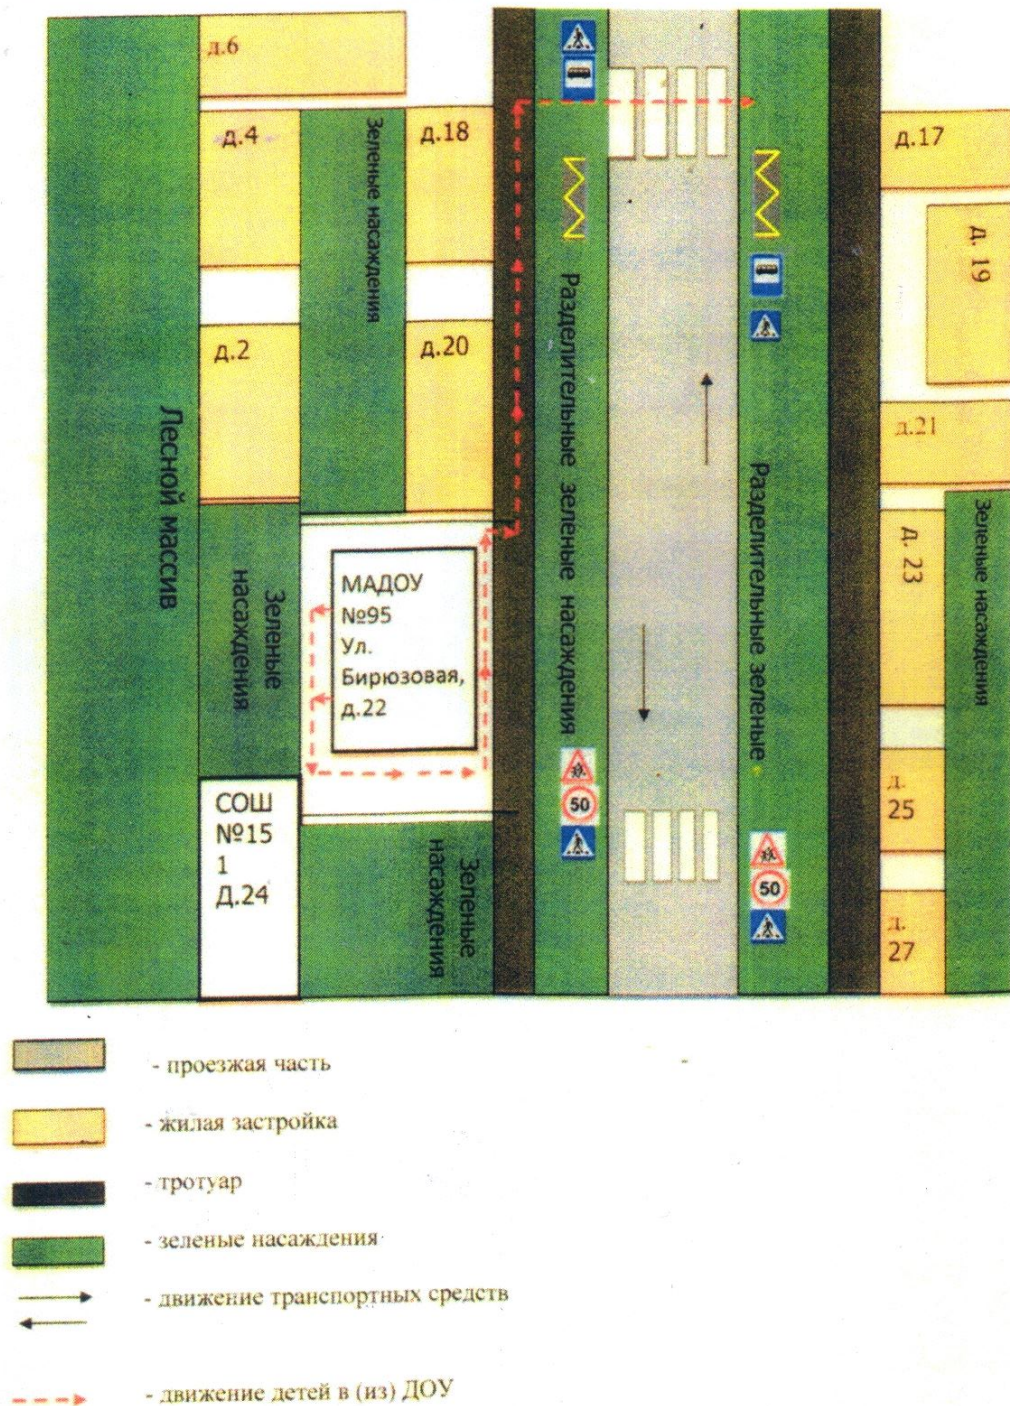 д.6
д.4
Зеленые насаждения
д.18
д.17
д. 19
д.2
д.20
Разделительные зеленые насаждения
д.21
Лесной массив
Зеленые
насаждения
МАДОУ
№95
Ул.
Бирюзовая,
д.22
Разделительные зеленые
д. 23
Зеленые насаждения
СОШ
№15
1
Д.24
Зеленые
насаждения
50
50
д.
25
д.
27
- проезжая часть
- жилая застройка
- тротуар
- зеленые насаждения
- движение транспортных средств
- движение детей в (из) ДОУ